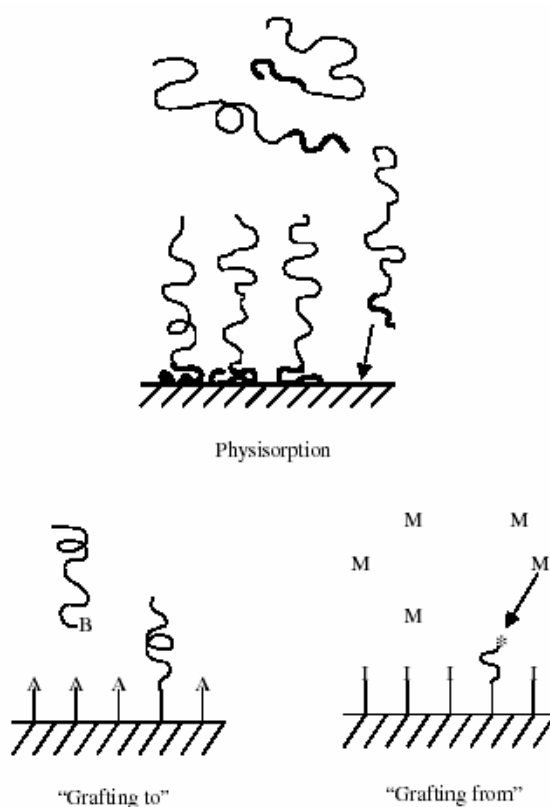 Physisorption
B
A A A A
"Grafting to"
M M
M M
M
*
I I I I
"Grafting from"